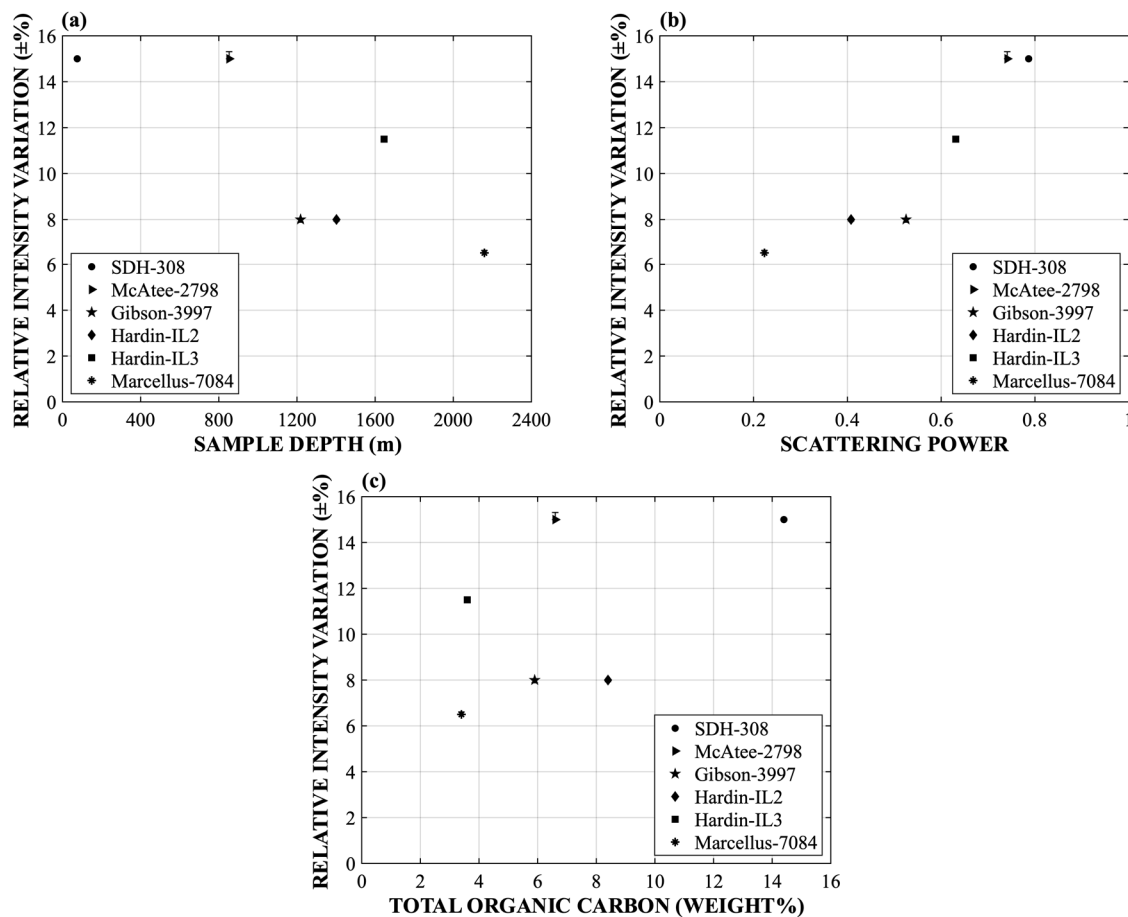 (a)
RELATIVE INTENSITY VARIATION (±%)
16
14
12
10
8
6
4
2
0
SDH-308
McAtee-2798
Gibson-3997
Hardin-IL2
Hardin-IL3
Marcellus-7084
0 400 800 1200 1600 2000 2400
SAMPLE DEPTH (m)
(b)
RELATIVE INTENSITY VARIATION (±%)
16
14
12
10
8
6
4
2
0
SDH-308
McAtee-2798
Gibson-3997
Hardin-IL2
Hardin-IL3
Marcellus-7084
0 0.2 0.4 0.6 0.8 1
SCATTERING POWER
(c)
RELATIVE INTENSITY VARIATION (±%)
16
14
12
10
8
6
4
2
0
SDH-308
McAtee-2798
Gibson-3997
Hardin-IL2
Hardin-IL3
Marcellus-7084
0 2 4 6 8 10 12 14 16
TOTAL ORGANIC CARBON (WEIGHT%)